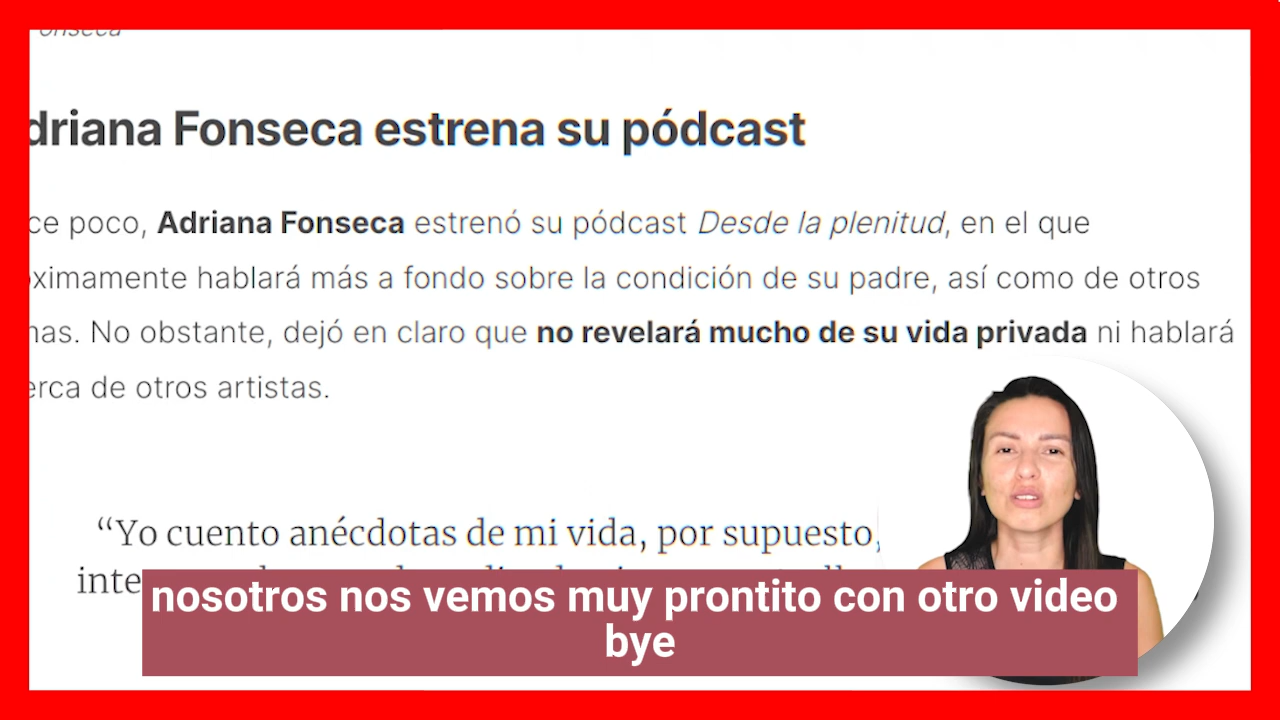 Fonseca
driana Fonseca estrena su pódcast
ce poco, Adriana Fonseca estrenó su pódcast Desde la plenitud, en el que
ximamente hablará más a fondo sobre la condición de su padre, así como de otros
nas. No obstante, dejó en claro que no revelará mucho de su vida privada ni hablará
erca de otros artistas.
“Yo cuento anécdotas de mi vida, por supuesto,
nosotros nos vemos muy prontito con otro video
bye